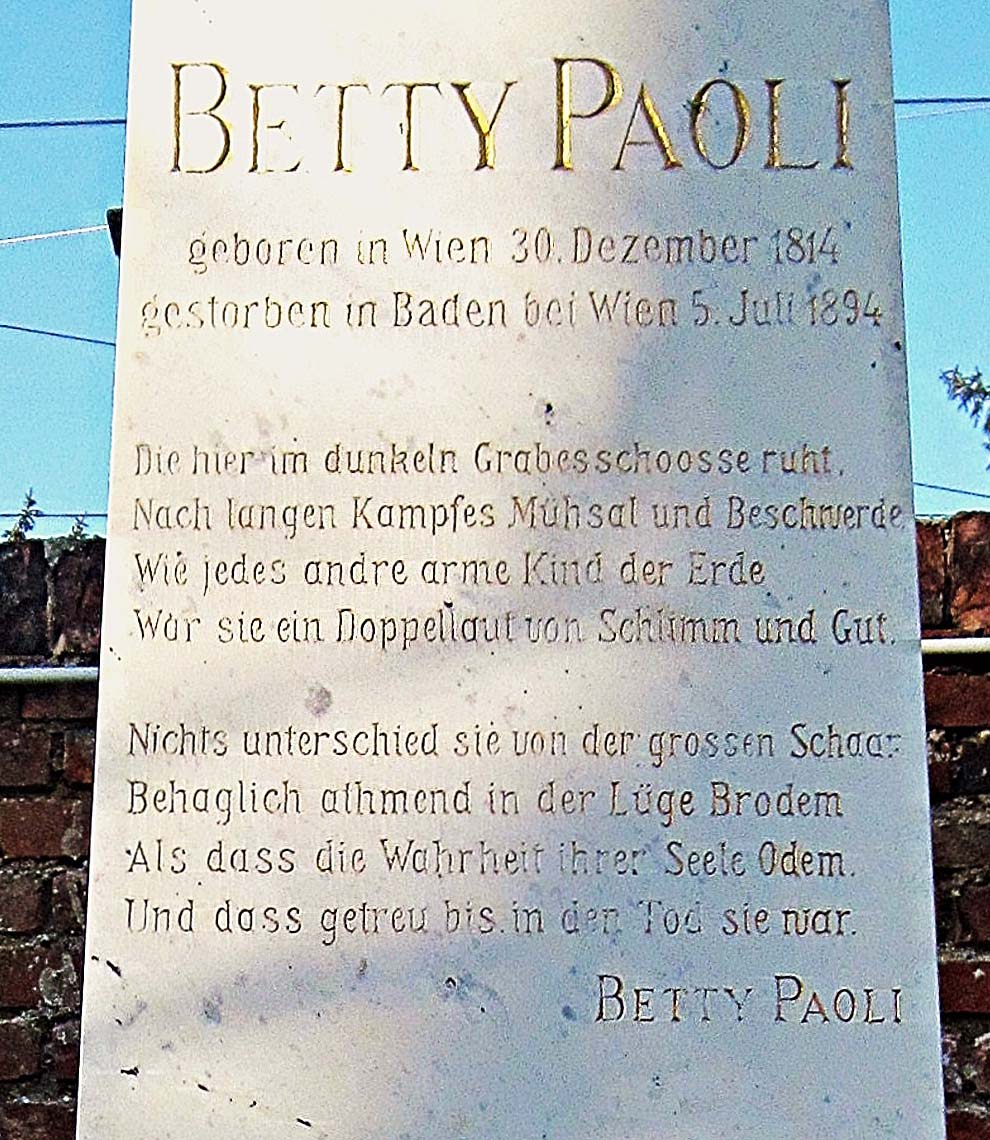 BETTY PAOLI
geboren in Wien 30. Dezember 1814
gestorben in Baden bei Wien 5. Juli 1894
Die hier im dunkeln Grabesschoosse ruht,
Nach langen Kampfes Mühsal und Beschwerde
Wie jedes andre arme Kind der Erde
War sie ein Doppellaut von Schlimm und Gut.
Nichts unterschied sie von der grossen Schaar
Behaglich athmend in der Lüge Brodem
Als dass die Wahrheit ihrer Seele Odem.
Und dass getreu bis in den Tod sie war.
BETTY PAOLI